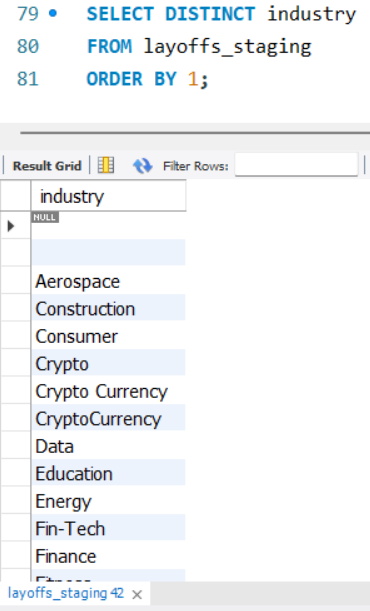 79 SELECT DISTINCT industry
80 FROM layoffs_staging
81 ORDER BY 1;
Result Grid Filter Rows:
industry
NULL
Aerospace
Construction
Consumer
Crypto
Crypto Currency
CryptoCurrency
Data
Education
Energy
Fin-Tech
Finance
layoffs_staging 42